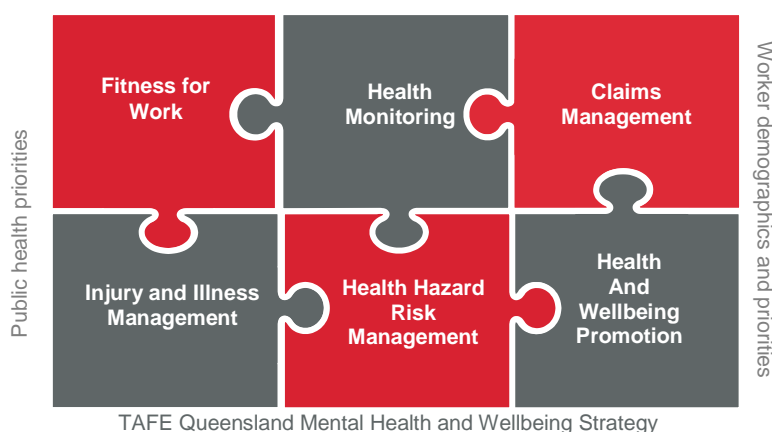 Fitness for
Work
Health
Monitoring
Claims
Management
Injury and Illness
Management
Health Hazard
Risk
Management
Health
And
Wellbeing
Promotion
Public health priorities
Worker demographics and priorities
TAFE Queensland Mental Health and Wellbeing Strategy